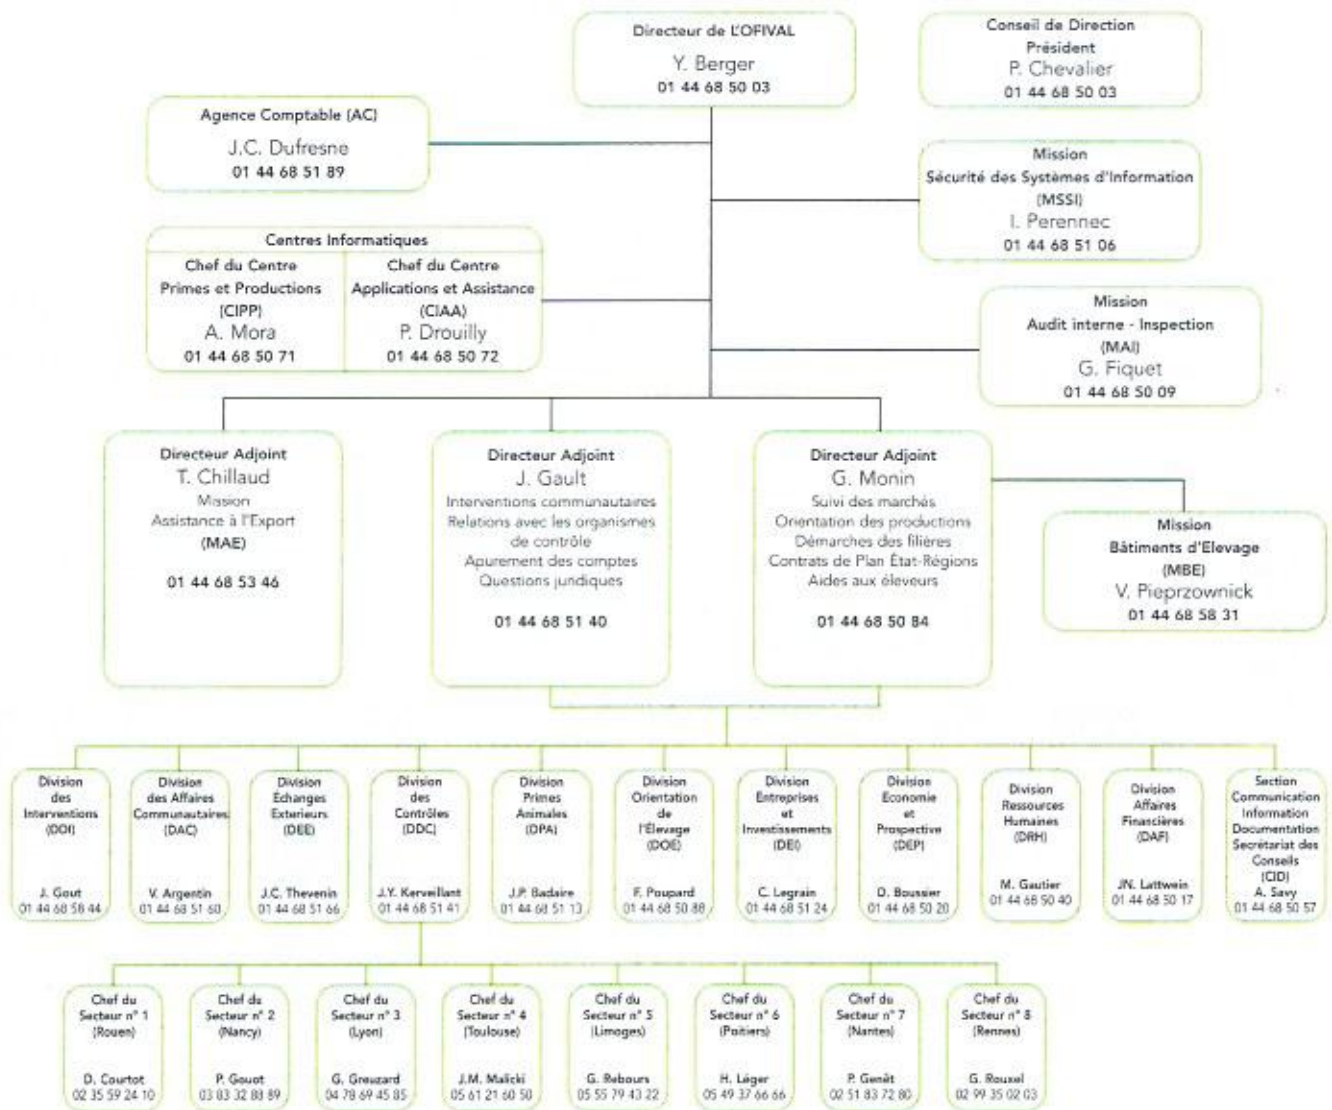 Directeur de L'OFIVAL
Y. Berger
01 44 68 50 03
Conseil de Direction
Président
P. Chevalier
01 44 68 50 03
Agence Comptable (AC)
J.C. Dufresne
01 44 68 51 89
Mission
Sécurité des Systèmes d'Information
(MSSI)
I. Perennec
01 44 68 51 06
Centres Informatiques
Chef du Centre
Primes et Productions
(CIPP)
A. Mora
01 44 68 50 71
Chef du Centre
Applications et Assistance
(CIAA)
P. Drouilly
01 44 68 50 72
Mission
Audit interne - Inspection
(MAI)
G. Fiquet
01 44 68 50 09
Directeur Adjoint
T. Chillaud
Mission
Assistance à l'Export
(MAE)
01 44 68 53 46
Directeur Adjoint
J. Gault
Interventions communautaires
Relations avec les organismes
de contrôle
Apurement des comptes
Questions juridiques
01 44 68 51 40
Directeur Adjoint
G. Monin
Suivi des marchés
Orientation des productions
Démarches des filières
Contrats de Plan État-Régions
Aides aux éleveurs
01 44 68 50 84
Mission
Bâtiments d'Elevage
(MBE)
V. Pieprzownick
01 44 68 58 31
Division
des
Interventions
(DOI)
J. Gout
01 44 68 58 44
Division
des Affaires
Communautaires
(DAC)
V. Argentin
01 44 68 51 60
Division
Échanges
Exterieurs
(DEE)
J.C. Thevenin
01 44 68 51 66
Division
des
Contrôles
(DDC)
J.Y. Kerveillant
01 44 68 51 41
Division
Primes
Animales
(DPA)
J.P. Badaire
01 44 68 51 13
Division
Orientation
de
l'Élevage
(DOE)
F. Poupard
01 44 68 50 88
Division
Entreprises
et
Investissements
(DEI)
C. Legrain
01 44 68 51 24
Division
Economie
et
Prospective
(DEP)
D. Boussier
01 44 68 50 20
Division
Ressources
Humaines
(DRH)
M. Gautier
01 44 68 50 40
Division
Affaires
Financières
(DAF)
JN. Lattwein
01 44 68 50 17
Section
Communication
Information
Documentation
Secrétariat des
Conseils
(CID)
A. Savy
01 44 68 50 57
Chef du
Secteur n° 1
(Rouen)
D. Courtot
02 35 59 24 10
Chef du
Secteur n° 2
(Nancy)
P. Gouot
03 83 32 88 89
Chef du
Secteur n° 3
(Lyon)
G. Greuzard
04 78 69 45 85
Chef du
Secteur n° 4
(Toulouse)
J.M. Malicki
05 61 21 60 50
Chef du
Secteur n° 5
(Limoges)
G. Rebours
05 55 79 43 22
Chef du
Secteur n° 6
(Poitiers)
H. Léger
05 49 37 66 66
Chef du
Secteur n° 7
(Nantes)
P. Genêt
02 51 83 72 80
Chef du
Secteur n° 8
(Rennes)
G. Rouxel
02 99 35 02 03